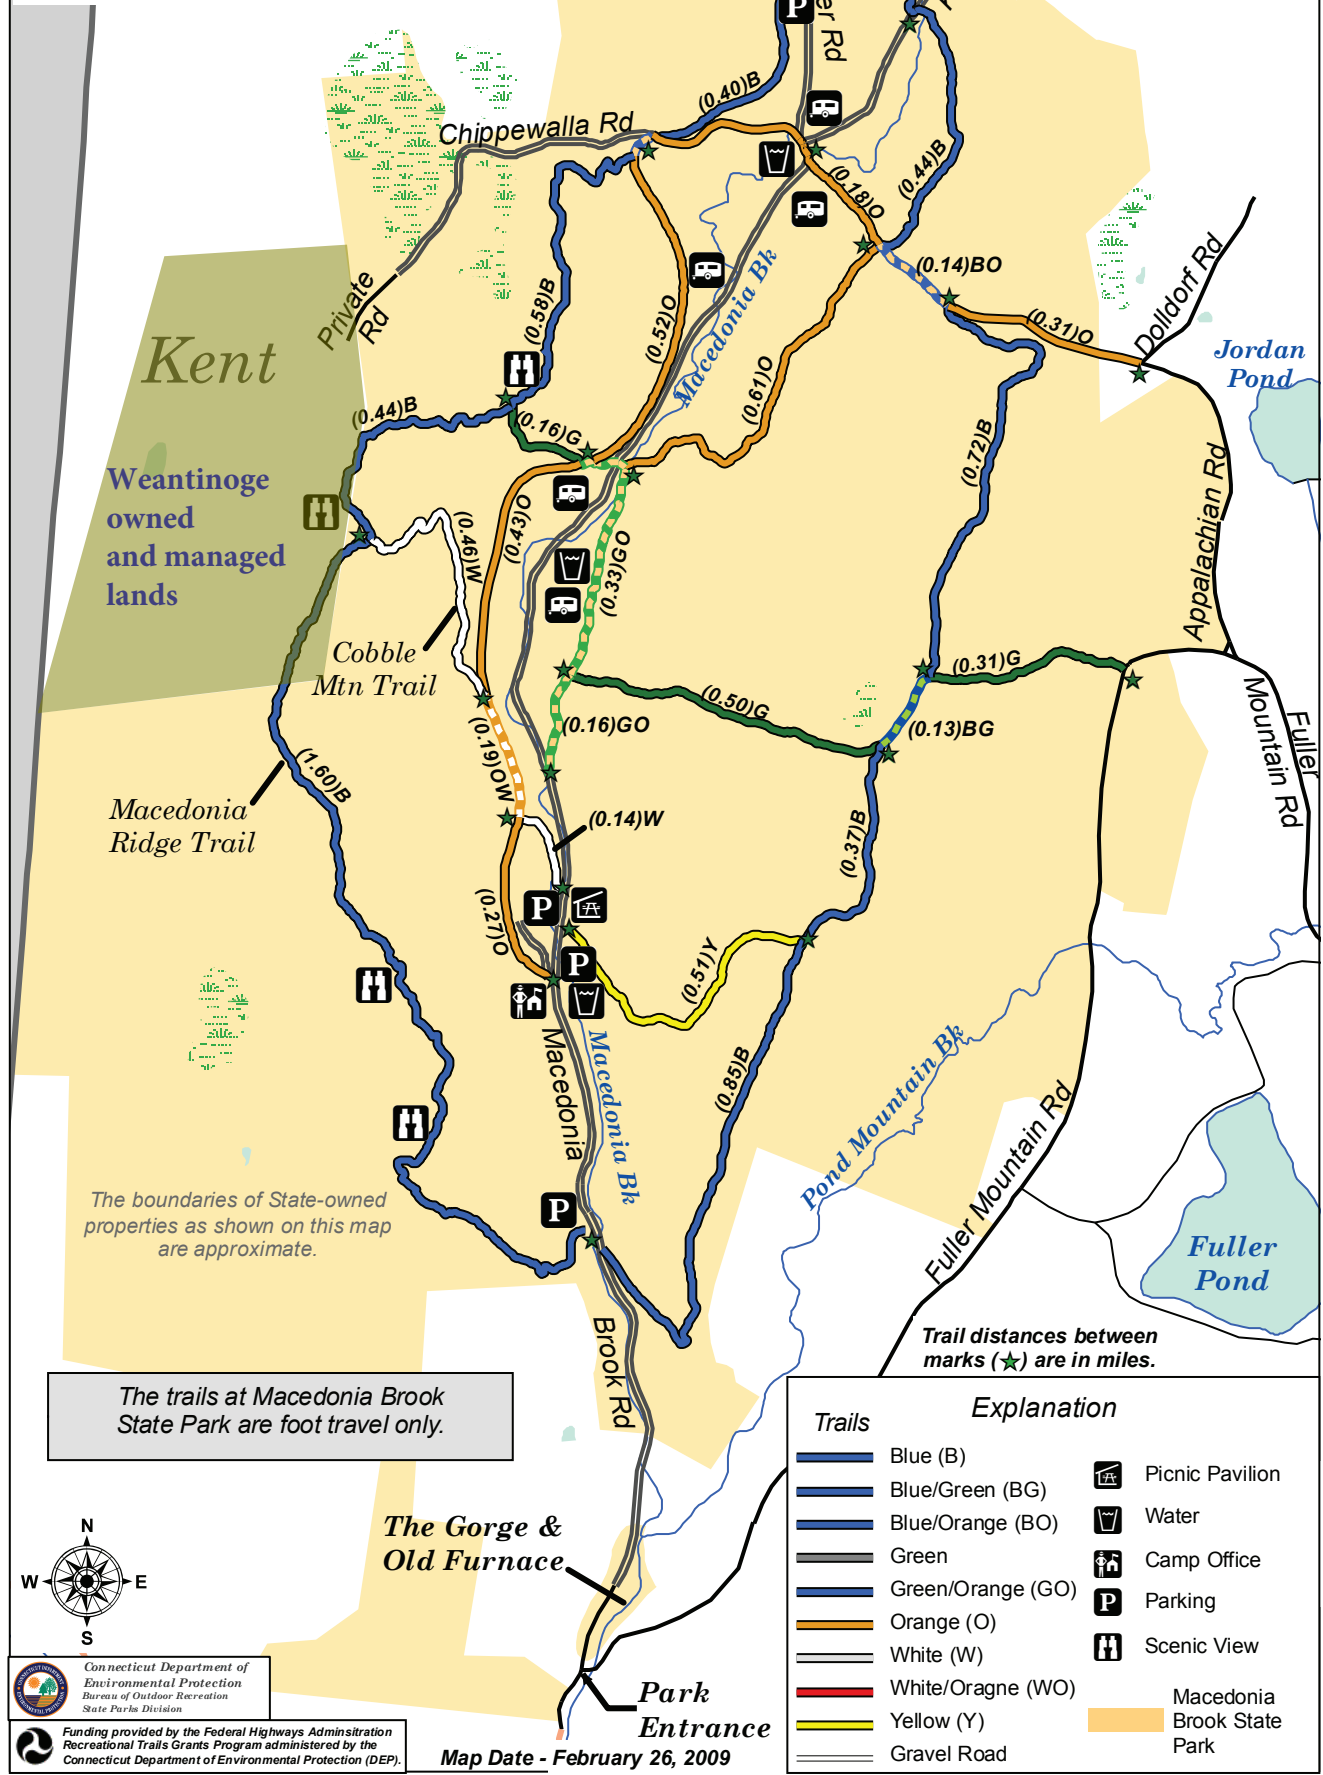 P
er Rd
(0.40)B
Chippewalla Rd
(0.44)B
(0.18)O
(0.14)BO
Private
Rd
Kent
(0.58)B
(0.52)O
Macedonia Bk
(0.31)O
Dolldorf Rd
Jordan
Pond
(0.44)B
(0.16)G
(0.61)O
(0.72)B
Appalachian Rd
Weantinoge
owned
and managed
lands
(0.46)W
(0.43)O
(0.33)GO
Cobble
Mtn Trail
(0.31)G
(0.50)G
(0.16)GO
(0.13)BG
(0.19)OW
Fuller
Mountain Rd
(1.60)B
Macedonia
Ridge Trail
(0.14)W
(0.37)B
P
(0.27)O
P
(0.51)Y
Macedonia
Macedonia Bk
(0.85)B
Pond Mountain Bk
Fuller Mountain Rd
P
The boundaries of State-owned
properties as shown on this map
are approximate.
Fuller
Pond
Brook Rd
Trail distances between
marks (★) are in miles.
The trails at Macedonia Brook
State Park are foot travel only.
Explanation
Trails
Blue (B)
Blue/Green (BG)
Blue/Orange (BO)
Green
Green/Orange (GO)
Orange (O)
White (W)
White/Oragne (WO)
Yellow (Y)
Gravel Road
Picnic Pavilion
Water
Camp Office
P
Parking
Scenic View
Macedonia
Brook State
Park
The Gorge &
Old Furnace
N
W
E
S
Park
Entrance
Connecticut Department of
Environmental Protection
Bureau of Outdoor Recreation
State Parks Division
Funding provided by the Federal Highways Adminsitration
Recreational Trails Grants Program administered by the
Connecticut Department of Environmental Protection (DEP).
Map Date - February 26, 2009